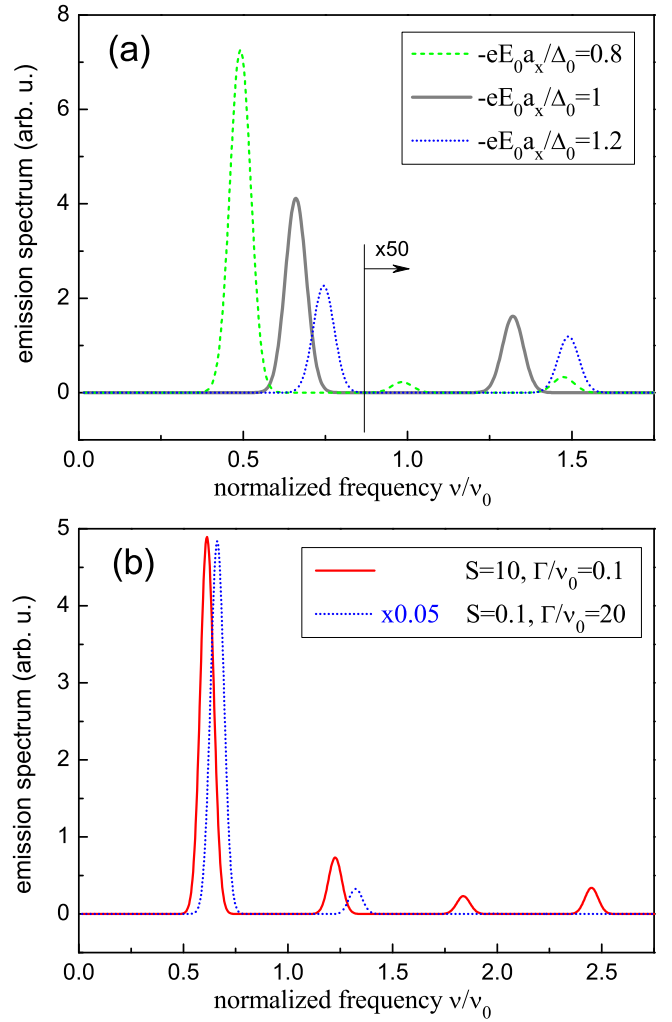 (a)
-eE₀aₓ/Δ₀=0.8
-eE₀aₓ/Δ₀=1
-eE₀aₓ/Δ₀=1.2
x50
8
6
4
2
0
emission spectrum (arb. u.)
0.0 0.5 1.0 1.5
normalized frequency ν/ν₀
(b)
S=10, Γ/ν₀=0.1
x0.05 S=0.1, Γ/ν₀=20
5
4
3
2
1
0
emission spectrum (arb. u.)
0.0 0.5 1.0 1.5 2.0 2.5
normalized frequency ν/ν₀